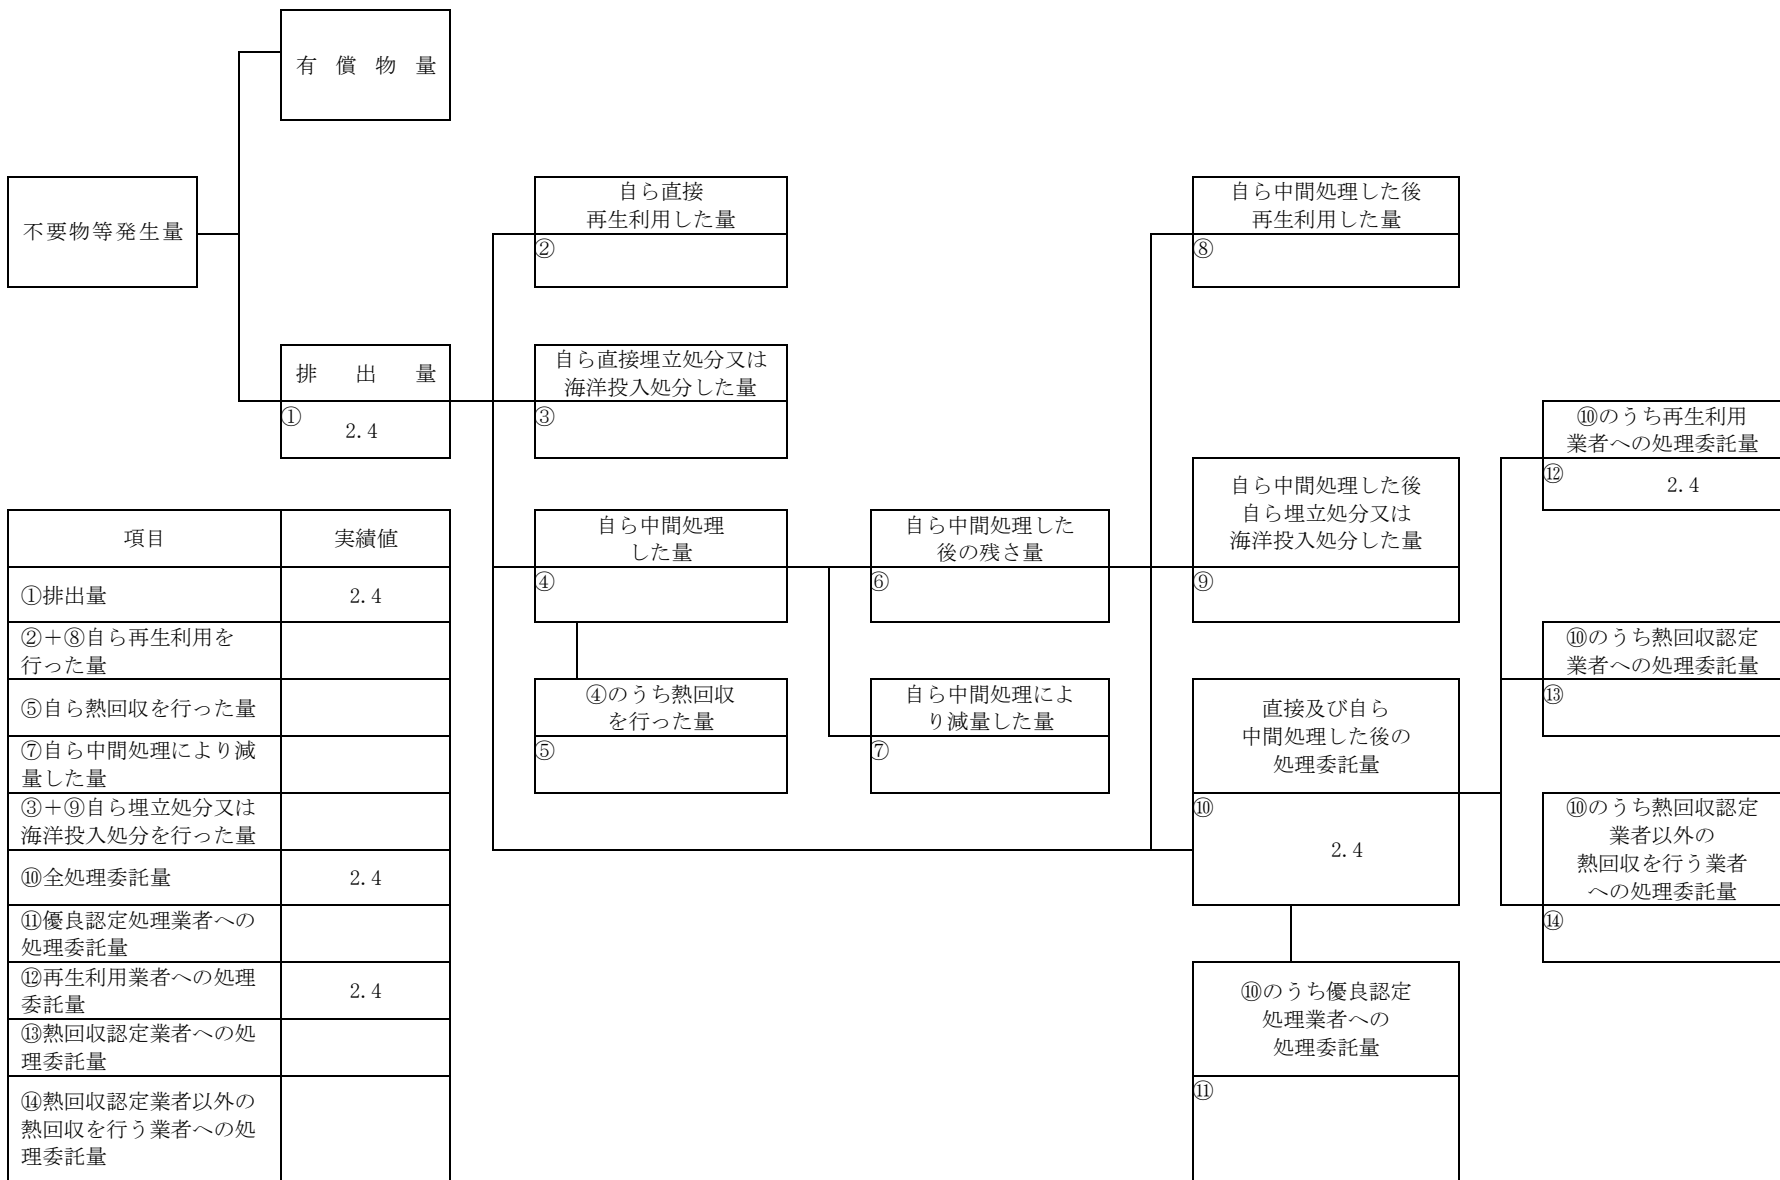 有償物量
不要物等発生量
自ら直接
再生利用した量
②
自ら中間処理した後
再生利用した量
⑧
排出量
①
2.4
自ら直接埋立処分又は
海洋投入処分した量
③
⑩のうち再生利用
業者への処理委託量
⑫
2.4
自ら中間処理
した量
④
自ら中間処理した
後の残さ量
⑥
自ら中間処理した後
自ら埋立処分又は
海洋投入処分した量
⑨
⑩のうち熱回収認定
業者への処理委託量
⑬
④のうち熱回収
を行った量
⑤
自ら中間処理によ
り減量した量
⑦
直接及び自ら
中間処理した後の
処理委託量
⑩
2.4
⑩のうち熱回収認定
業者以外の
熱回収を行う業者
への処理委託量
⑭
⑩のうち優良認定
処理業者への
処理委託量
⑪
項目 実績値
①排出量 2.4
②+⑧自ら再生利用を
行った量
⑤自ら熱回収を行った量
⑦自ら中間処理により減
量した量
③+⑨自ら埋立処分又は
海洋投入処分を行った量
⑩全処理委託量 2.4
⑪優良認定処理業者への
処理委託量
⑫再生利用業者への処理
委託量 2.4
⑬熱回収認定業者への処
理委託量
⑭熱回収認定業者以外の
熱回収を行う業者への処
理委託量